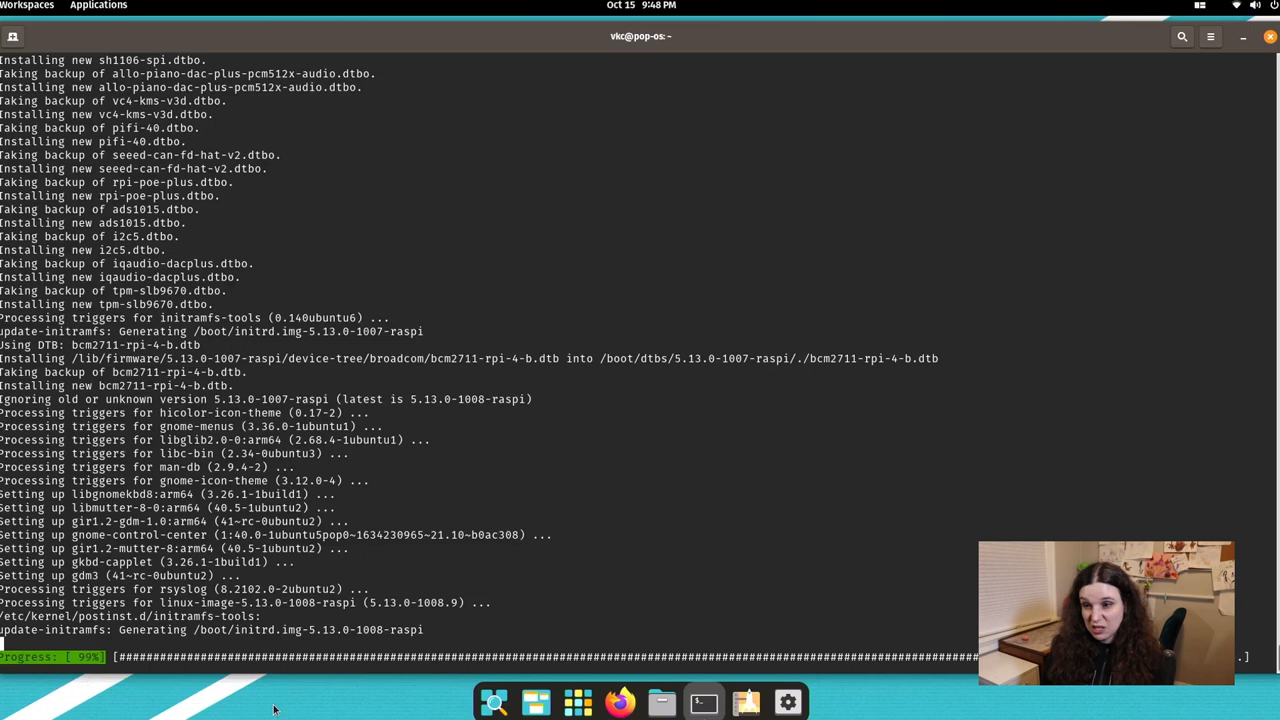 Workspaces Applications Oct 15 9:48 PM
vkc@pop-os: ~
Installing new sh1106-spi.dtbo.
Taking backup of allo-piano-dac-plus-pcm512x-audio.dtbo.
Installing new allo-piano-dac-plus-pcm512x-audio.dtbo.
Taking backup of vc4-kms-v3d.dtbo.
Installing new vc4-kms-v3d.dtbo.
Taking backup of pifi-40.dtbo.
Installing new pifi-40.dtbo.
Taking backup of seeed-can-fd-hat-v2.dtbo.
Installing new seeed-can-fd-hat-v2.dtbo.
Taking backup of rpi-poe-plus.dtbo.
Installing new rpi-poe-plus.dtbo.
Taking backup of ads1015.dtbo.
Installing new ads1015.dtbo.
Taking backup of i2c5.dtbo.
Installing new i2c5.dtbo.
Taking backup of iqaudio-dacplus.dtbo.
Installing new iqaudio-dacplus.dtbo.
Taking backup of tpm-slb9670.dtbo.
Installing new tpm-slb9670.dtbo.
Processing triggers for initramfs-tools (0.140ubuntu6) ...
update-initramfs: Generating /boot/initrd.img-5.13.0-1007-raspi
Using DTB: bcm2711-rpi-4-b.dtb
Installing /lib/firmware/5.13.0-1007-raspi/device-tree/broadcom/bcm2711-rpi-4-b.dtb into /boot/dtbs/5.13.0-1007-raspi/./bcm2711-rpi-4-b.dtb
Taking backup of bcm2711-rpi-4-b.dtb.
Installing new bcm2711-rpi-4-b.dtb.
Ignoring old or unknown version 5.13.0-1007-raspi (latest is 5.13.0-1008-raspi)
Processing triggers for hicolor-icon-theme (0.17-2) ...
Processing triggers for gnome-menus (3.36.0-1ubuntu1) ...
Processing triggers for libglib2.0-0:arm64 (2.68.4-1ubuntu1) ...
Processing triggers for libc-bin (2.34-0ubuntu3) ...
Processing triggers for man-db (2.9.4-2) ...
Processing triggers for gnome-icon-theme (3.12.0-4) ...
Setting up libgnomekbd8:arm64 (3.26.1-1build1) ...
Setting up libmutter-8-0:arm64 (40.5-1ubuntu2) ...
Setting up gir1.2-gdm-1.0:arm64 (41~rc-0ubuntu2) ...
Setting up gnome-control-center (1:40.0-1ubuntu5pop0~1634230965~21.10~b0ac308) ...
Setting up gir1.2-mutter-8:arm64 (40.5-1ubuntu2) ...
Setting up gkbd-capplet (3.26.1-1build1) ...
Setting up gdm3 (41~rc-0ubuntu2) ...
Processing triggers for rsyslog (8.2102.0-2ubuntu2) ...
Processing triggers for linux-image-5.13.0-1008-raspi (5.13.0-1008.9) ...
/etc/kernel/postinst.d/initramfs-tools:
update-initramfs: Generating /boot/initrd.img-5.13.0-1008-raspi
Progress: [ 99%] [################################################################################################################################################.]